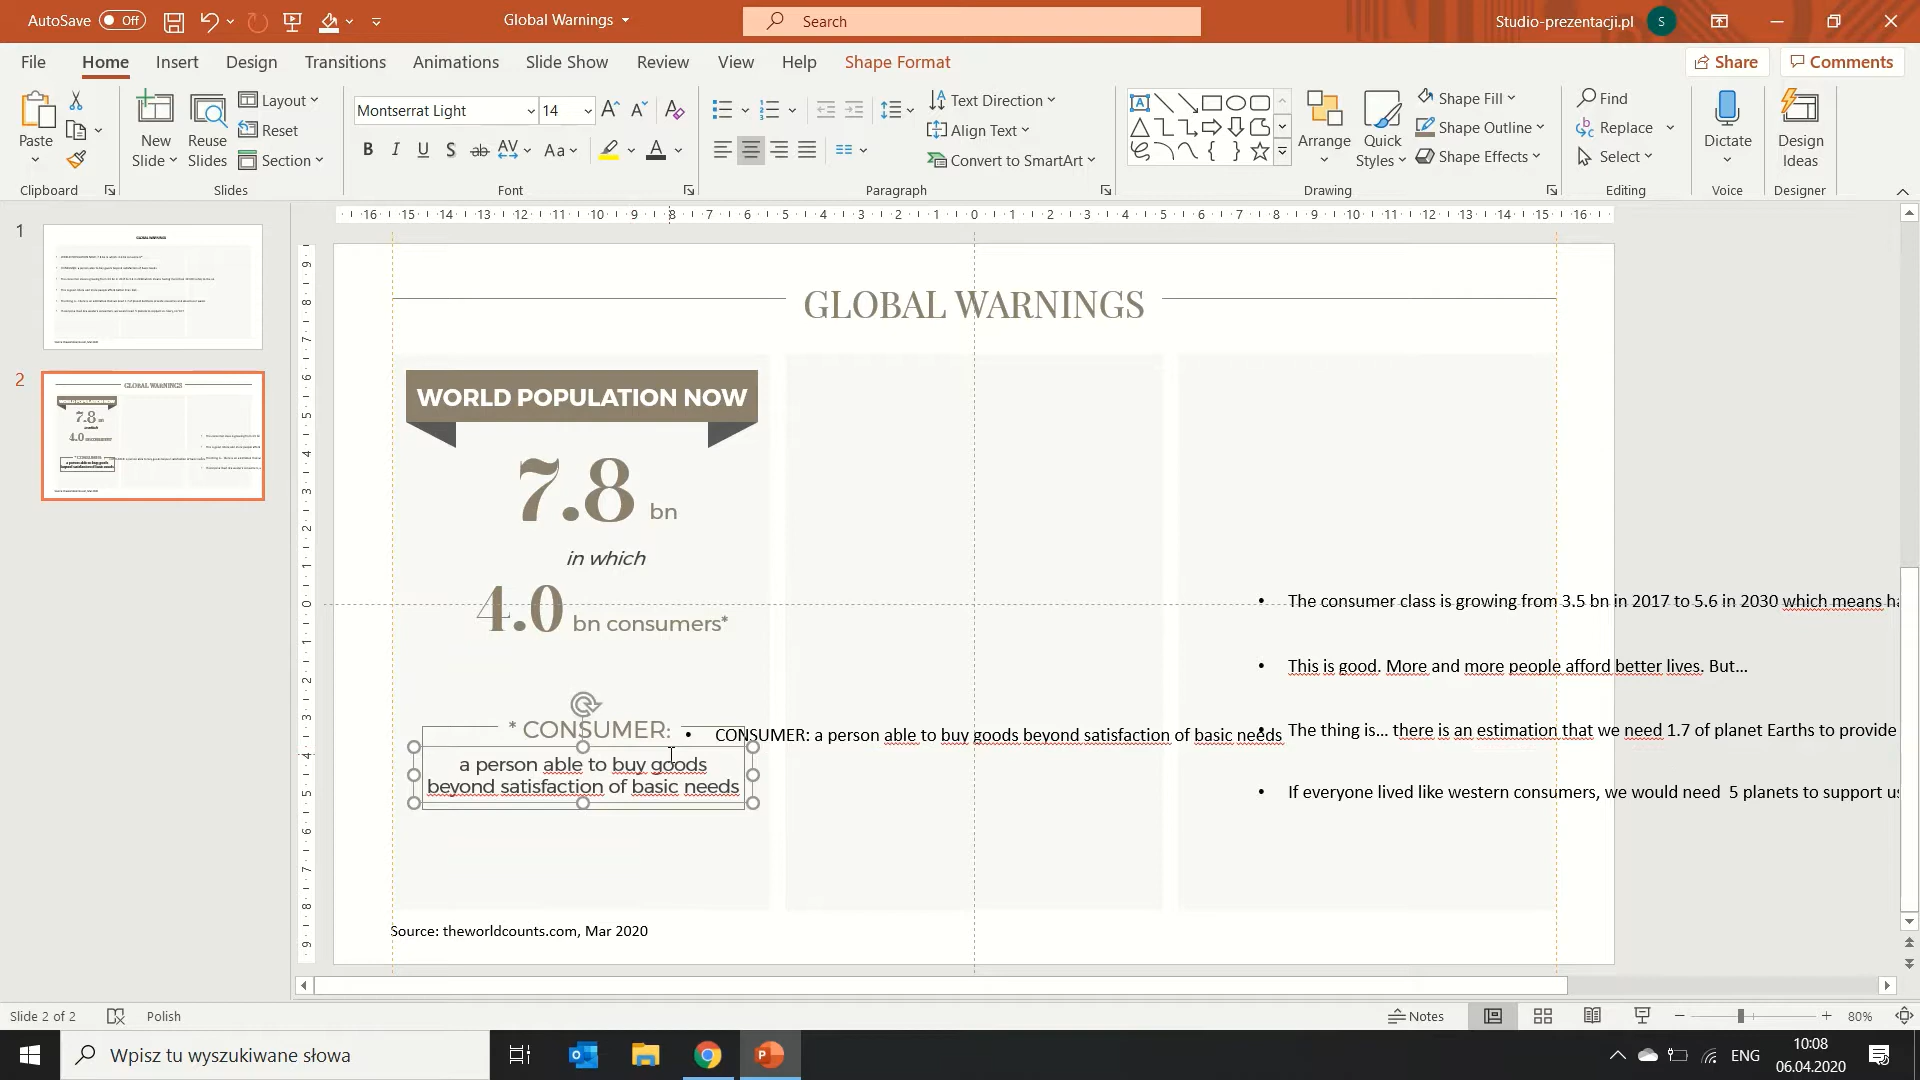 AutoSave Off
Global Warnings
Search
Studio-prezentacji.pl
S
File Home Insert Design Transitions Animations Slide Show Review View Help Shape Format
Share
Comments
Paste
New Slide
Reuse Slides
Layout
Reset
Section
Montserrat Light
14
Text Direction
Align Text
Convert to SmartArt
Arrange
Quick Styles
Shape Fill
Shape Outline
Shape Effects
Find
Replace
Select
Dictate
Design Ideas
Clipboard
Slides
Font
Paragraph
Drawing
Editing
Voice
Designer
1
2
GLOBAL WARNINGS
WORLD POPULATION NOW
7.8 bn
in which
4.0 bn consumers*
* CONSUMER:
a person able to buy goods
beyond satisfaction of basic needs
• CONSUMER: a person able to buy goods beyond satisfaction of basic needs
• The consumer class is growing from 3.5 bn in 2017 to 5.6 in 2030 which means ha
• This is good. More and more people afford better lives. But…
• The thing is… there is an estimation that we need 1.7 of planet Earths to provide
• If everyone lived like western consumers, we would need 5 planets to support us
Source: theworldcounts.com, Mar 2020
Slide 2 of 2
Polish
Notes
80%
Wpisz tu wyszukiwane słowa
ENG
10:08
06.04.2020